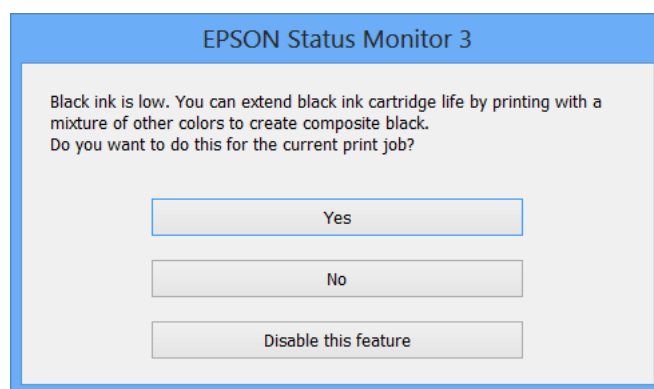 EPSON Status Monitor 3
Black ink is low. You can extend black ink cartridge life by printing with a
mixture of other colors to create composite black.
Do you want to do this for the current print job?
Yes
No
Disable this feature